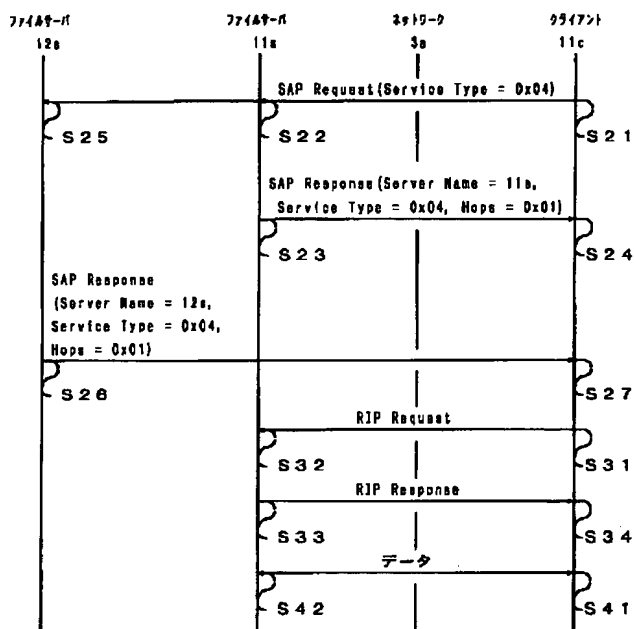 ファイルサーバ ファイルサーバ ネットワーク クライアント
12s 11s 3a 11c
SAP Request(Service Type = 0x04)
S25 S22 S21
SAP Response(Server Name = 11s,
Service Type = 0x04, Hops = 0x01)
S23 S24
SAP Response
(Server Name = 12s,
Service Type = 0x04,
Hops = 0x01)
S26 S27
RIP Request
S32 S31
RIP Response
S33 S34
データ
S42 S41